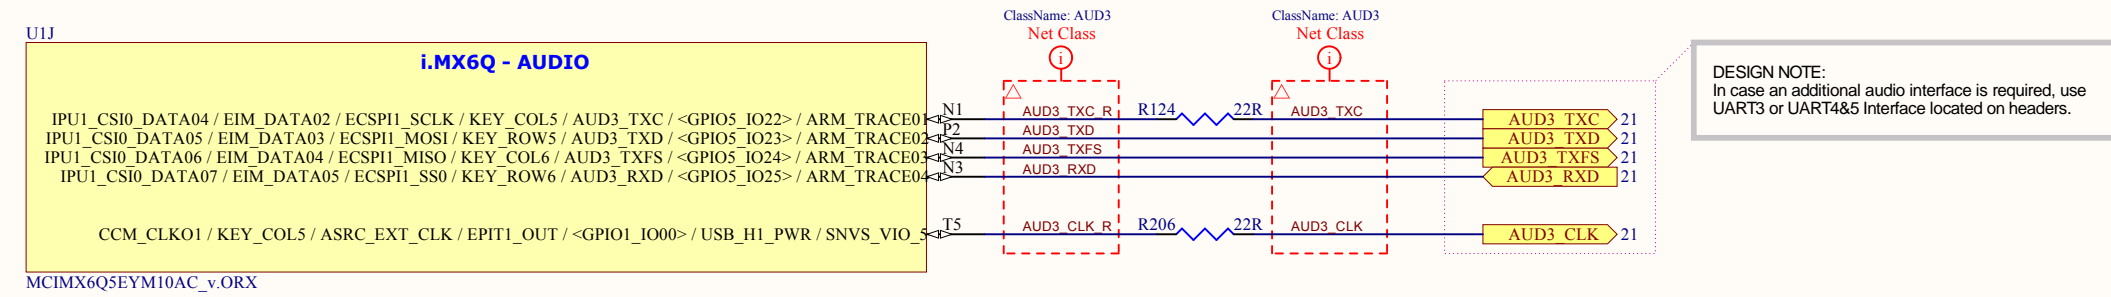 ClassName: AUD3
ClassName: AUD3
Net Class
Net Class
i
i
U1J
i.MX6Q - AUDIO
DESIGN NOTE:
In case an additional audio interface is required, use
UART3 or UART4&5 Interface located on headers.
IPU1_CSI0_DATA04 / EIM_DATA02 / ECSPI1_SCLK / KEY_COL5 / AUD3_TXC / <GPIO5_IO22> / ARM_TRACE01 N1 AUD3_TXC_R R124 22R AUD3_TXC AUD3_TXC 21
IPU1_CSI0_DATA05 / EIM_DATA03 / ECSPI1_MOSI / KEY_ROW5 / AUD3_TXD / <GPIO5_IO23> / ARM_TRACE02 P2 AUD3_TXD AUD3_TXD 21
IPU1_CSI0_DATA06 / EIM_DATA04 / ECSPI1_MISO / KEY_COL6 / AUD3_TXFS / <GPIO5_IO24> / ARM_TRACE03 N4 AUD3_TXFS AUD3_TXFS 21
IPU1_CSI0_DATA07 / EIM_DATA05 / ECSPI1_SS0 / KEY_ROW6 / AUD3_RXD / <GPIO5_IO25> / ARM_TRACE04 N3 AUD3_RXD AUD3_RXD 21
CCM_CLKO1 / KEY_COL5 / ASRC_EXT_CLK / EPIT1_OUT / <GPIO1_IO00> / USB_H1_PWR / SNVS_VIO_5 T5 AUD3_CLK_R R206 22R AUD3_CLK AUD3_CLK 21
MCIMX6Q5EYM10AC_v.ORX